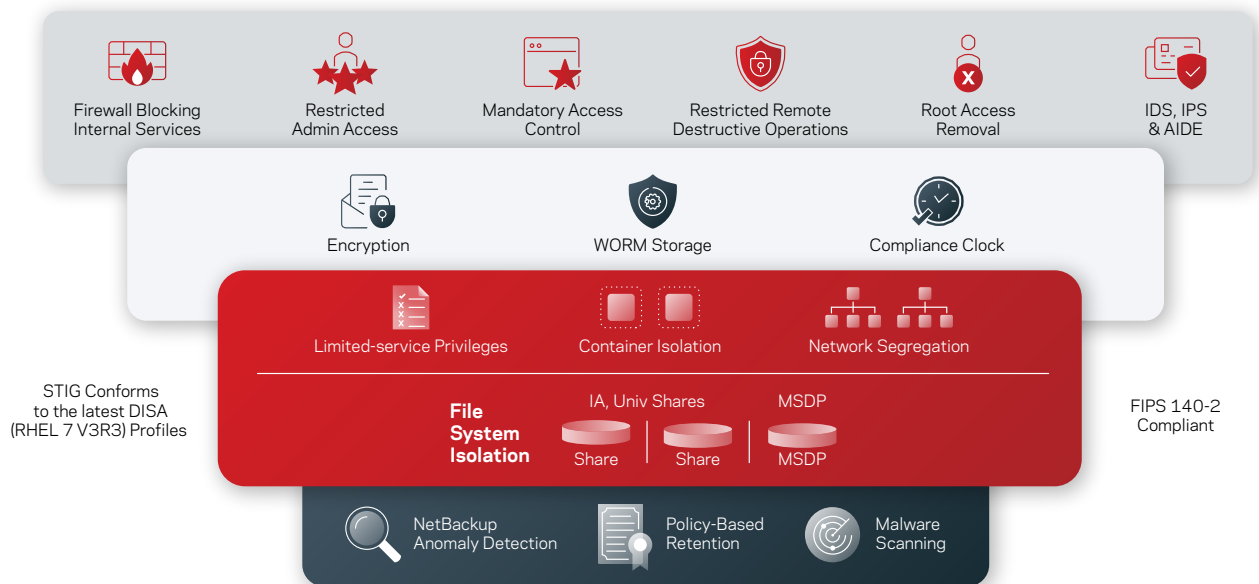 Firewall Blocking
Internal Services
Restricted
Admin Access
Mandatory Access
Control
Restricted Remote
Destructive Operations
X
Root Access
Removal
IDS, IPS
& AIDE
Encryption
WORM Storage
Compliance Clock
Limited-service Privileges
Container Isolation
Network Segregation
STIG Conforms
to the latest DISA
(RHEL 7 V3R3) Profiles
File
System
Isolation
IA, Univ Shares
MSDP
Share
Share
MSDP
FIPS 140-2
Compliant
NetBackup
Anomaly Detection
Policy-Based
Retention
Malware
Scanning